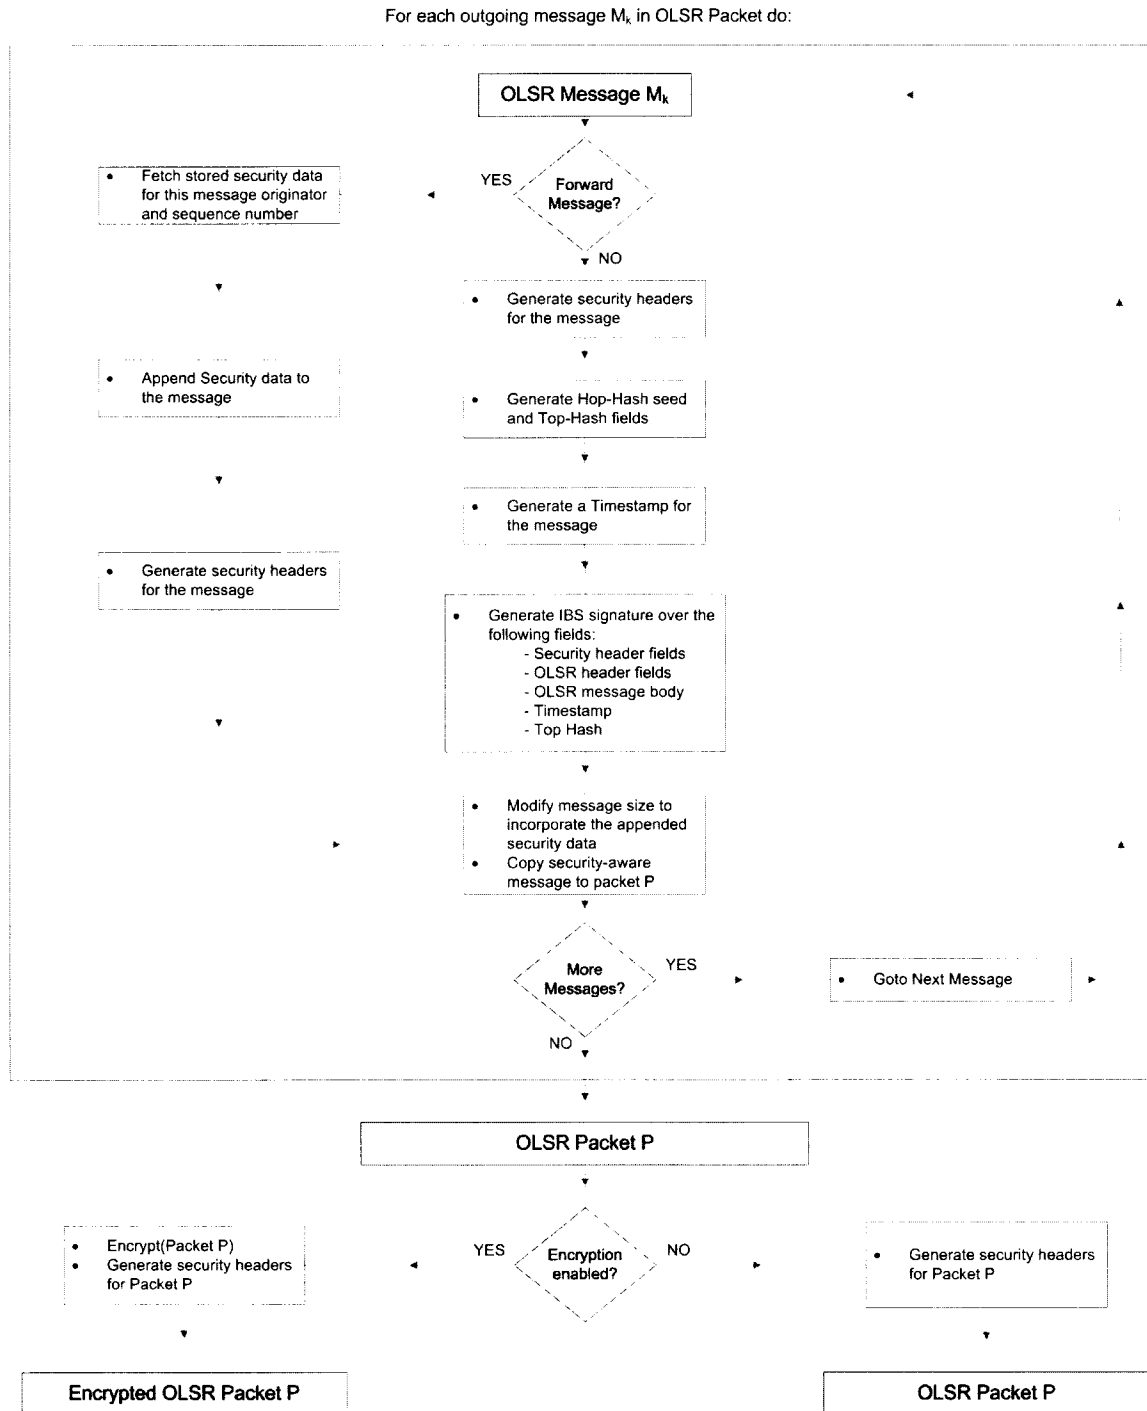 For each outgoing message Mk in OLSR Packet do:
OLSR Message Mk
YES
Forward
Message?
NO
• Fetch stored security data
for this message originator
and sequence number
• Generate security headers
for the message
• Append Security data to
the message
• Generate Hop-Hash seed
and Top-Hash fields
• Generate a Timestamp for
the message
• Generate security headers
for the message
• Generate IBS signature over the
following fields:
- Security header fields
- OLSR header fields
- OLSR message body
- Timestamp
- Top Hash
• Modify message size to
incorporate the appended
security data
• Copy security-aware
message to packet P
More
Messages?
YES
• Goto Next Message
NO
OLSR Packet P
Encryption
enabled?
YES
NO
• Encrypt(Packet P)
• Generate security headers
for Packet P
• Generate security headers
for Packet P
Encrypted OLSR Packet P
OLSR Packet P